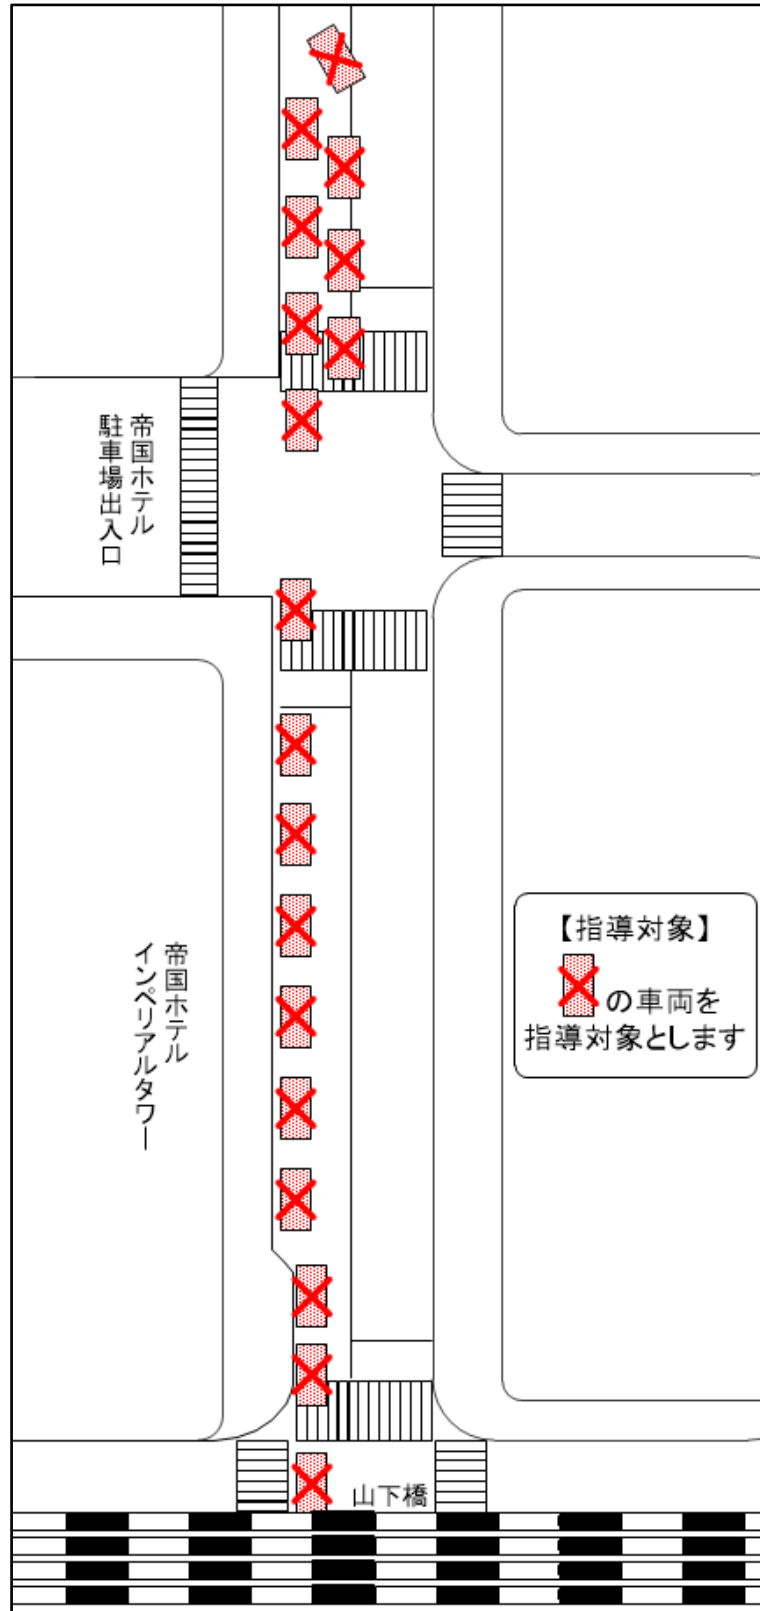 帝国ホテル
駐車場出入口
帝国ホテル
インペリアルタワー
【指導対象】
の車両を
指導対象とします
山下橋